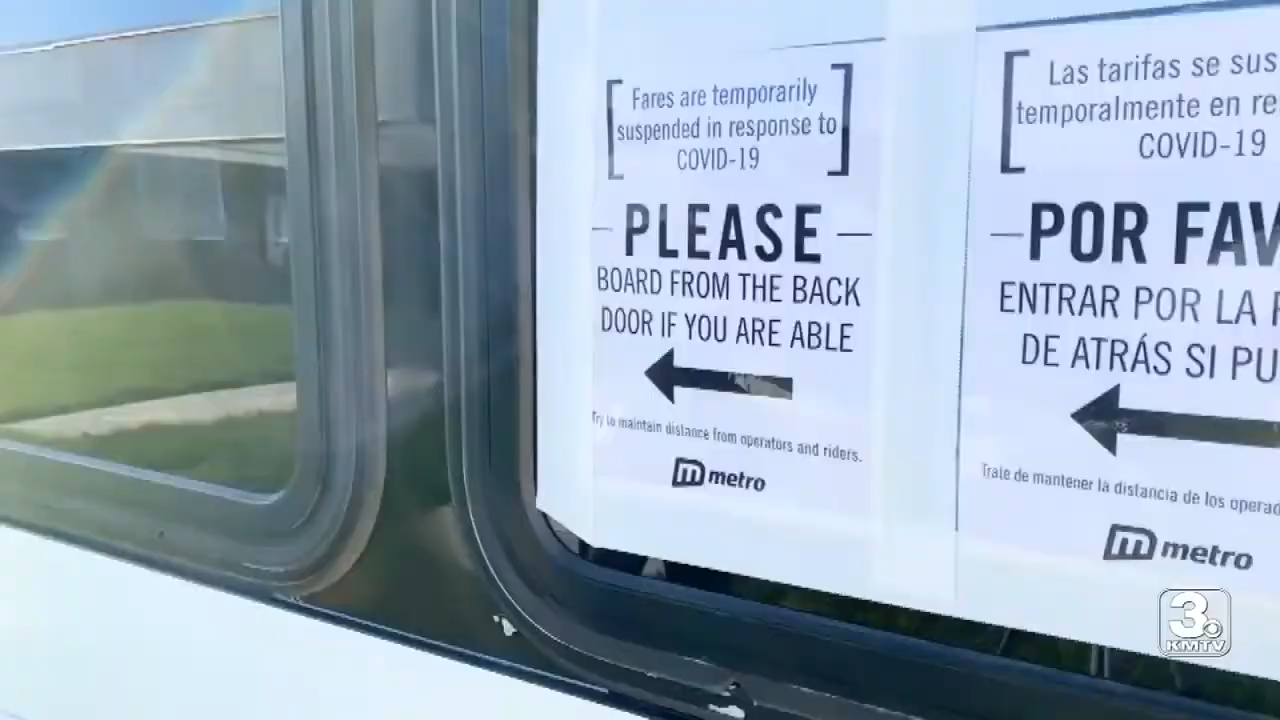 Fares are temporarily
suspended in response to
COVID-19
PLEASE
BOARD FROM THE BACK
DOOR IF YOU ARE ABLE
Try to maintain distance from operators and riders.
metro
Las tarifas se sus
temporalmente en re
COVID-19
POR FAV
ENTRAR POR LA
DE ATRÁS SI PU
Trate de mantener la distancia de los operad
metro
3
KMTV